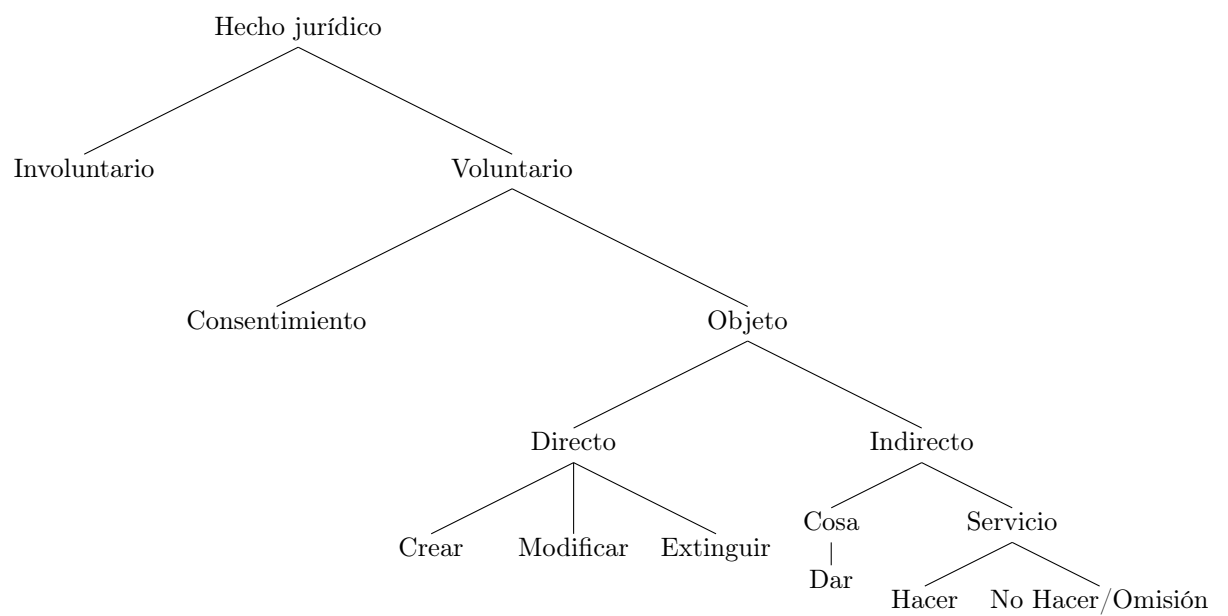 Hecho jurídico
Involuntario Voluntario
Consentimiento Objeto
Directo Indirecto
Cosa Servicio
Crear Modificar Extinguir
Dar
Hacer No Hacer/Omisión